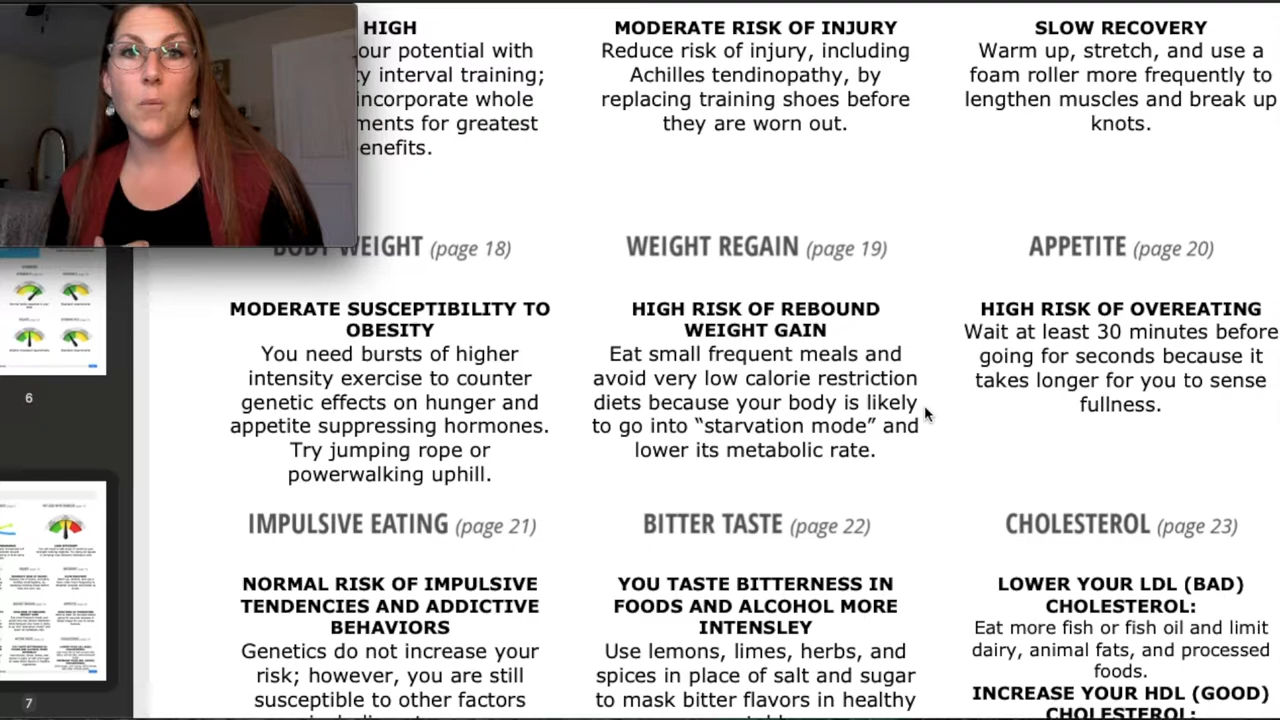 HIGH
our potential with
y interval training;
incorporate whole
ments for greatest
enefits.
MODERATE RISK OF INJURY
Reduce risk of injury, including
Achilles tendinopathy, by
replacing training shoes before
they are worn out.
SLOW RECOVERY
Warm up, stretch, and use a
foam roller more frequently to
lengthen muscles and break up
knots.
BODY WEIGHT (page 18)
MODERATE SUSCEPTIBILITY TO
OBESITY
You need bursts of higher
intensity exercise to counter
genetic effects on hunger and
appetite suppressing hormones.
Try jumping rope or
powerwalking uphill.
WEIGHT REGAIN (page 19)
HIGH RISK OF REBOUND
WEIGHT GAIN
Eat small frequent meals and
avoid very low calorie restriction
diets because your body is likely
to go into “starvation mode” and
lower its metabolic rate.
APPETITE (page 20)
HIGH RISK OF OVEREATING
Wait at least 30 minutes before
going for seconds because it
takes longer for you to sense
fullness.
IMPULSIVE EATING (page 21)
NORMAL RISK OF IMPULSIVE
TENDENCIES AND ADDICTIVE
BEHAVIORS
Genetics do not increase your
risk; however, you are still
susceptible to other factors
BITTER TASTE (page 22)
YOU TASTE BITTERNESS IN
FOODS AND ALCOHOL MORE
INTENSLEY
Use lemons, limes, herbs, and
spices in place of salt and sugar
to mask bitter flavors in healthy
CHOLESTEROL (page 23)
LOWER YOUR LDL (BAD)
CHOLESTEROL:
Eat more fish or fish oil and limit
dairy, animal fats, and processed
foods.
INCREASE YOUR HDL (GOOD)
CHOLESTEROL:
6
7